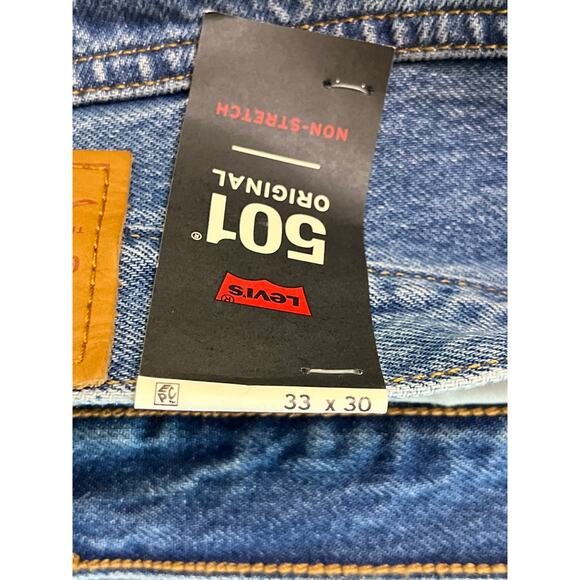 Levi's®
501®
ORIGINAL
NON-STRETCH
33 x 30